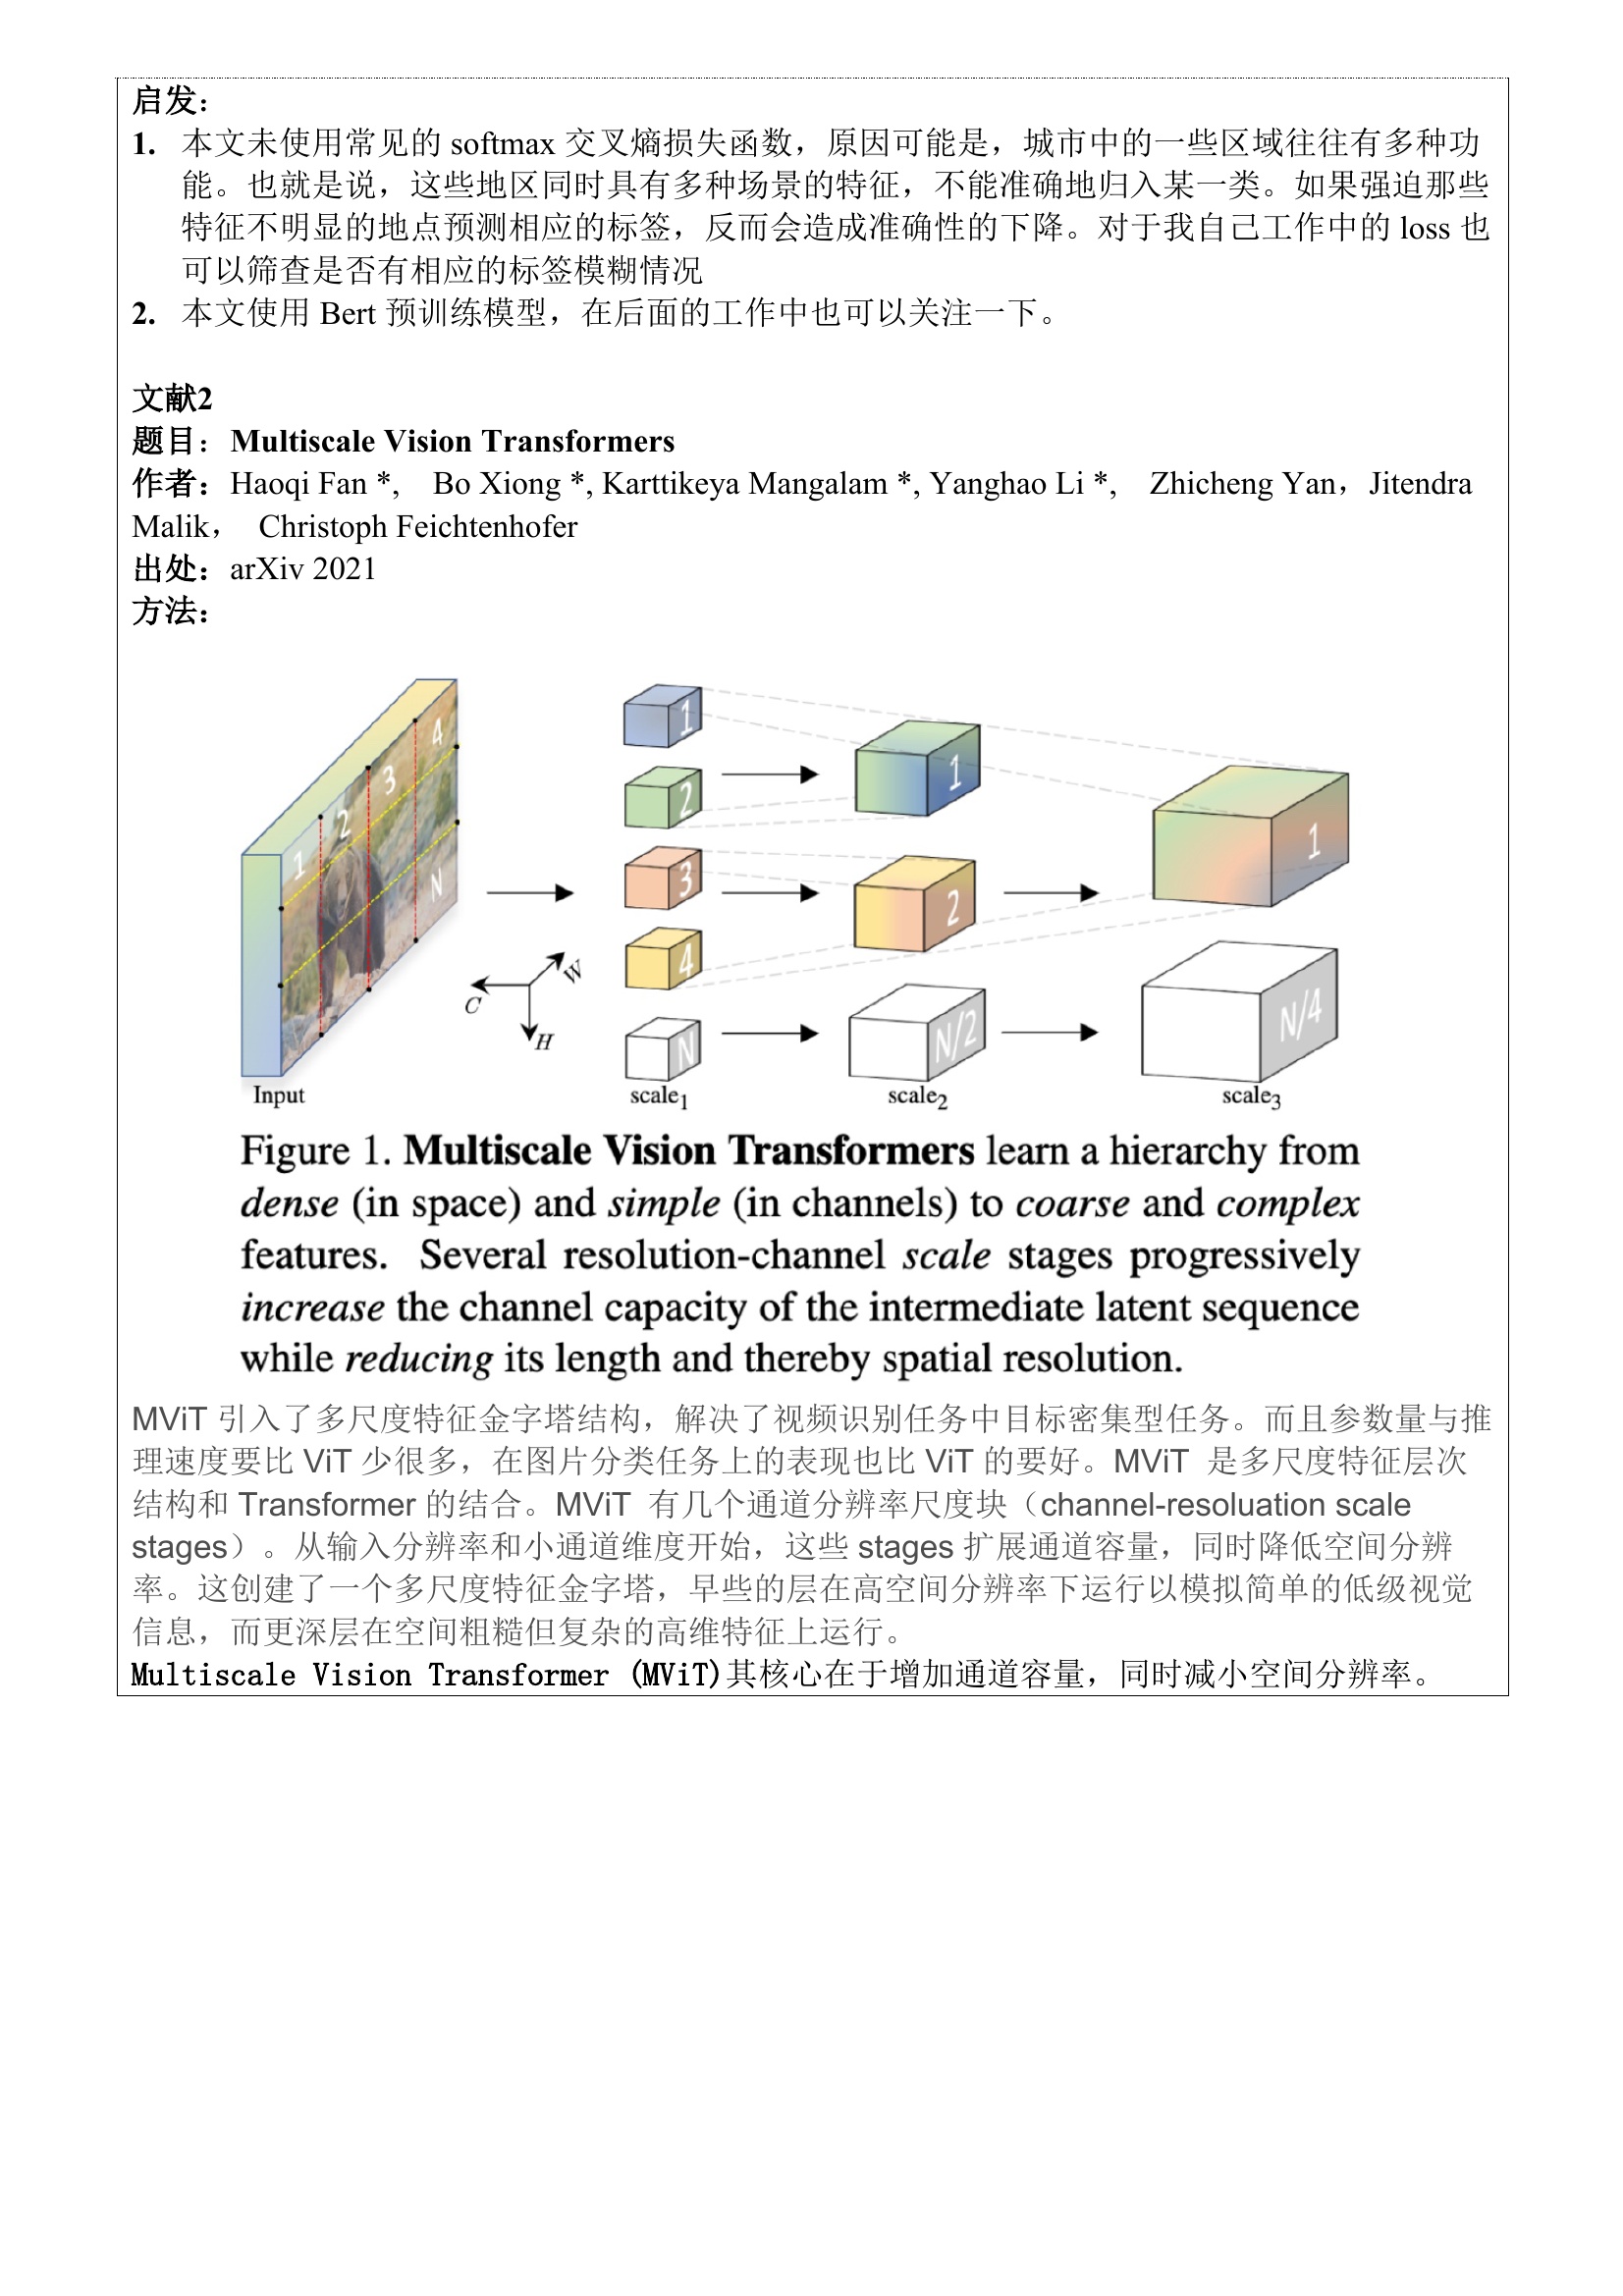 启发：
1. 本文未使用常见的 softmax 交叉熵损失函数，原因可能是，城市中的一些区域往往有多种功
能。也就是说，这些地区同时具有多种场景的特征，不能准确地归入某一类。如果强迫那些
特征不明显的地点预测相应的标签，反而会造成准确性的下降。对于我自己工作中的 loss 也
可以筛查是否有相应的标签模糊情况
2. 本文使用 Bert 预训练模型，在后面的工作中也可以关注一下。
文献2
题目：Multiscale Vision Transformers
作者：Haoqi Fan *, Bo Xiong *, Karttikeya Mangalam *, Yanghao Li *, Zhicheng Yan，Jitendra
Malik， Christoph Feichtenhofer
出处：arXiv 2021
方法：
1 2 3 4 N
Input
C W H
1
2
3
4
N
scale1
1
2
N/2
scale2
1
N/4
scale3
Figure 1. Multiscale Vision Transformers learn a hierarchy from
dense (in space) and simple (in channels) to coarse and complex
features. Several resolution-channel scale stages progressively
increase the channel capacity of the intermediate latent sequence
while reducing its length and thereby spatial resolution.
MViT 引入了多尺度特征金字塔结构，解决了视频识别任务中目标密集型任务。而且参数量与推
理速度要比 ViT 少很多，在图片分类任务上的表现也比 ViT 的要好。MViT 是多尺度特征层次
结构和 Transformer 的结合。MViT 有几个通道分辨率尺度块（channel-resoluation scale
stages）。从输入分辨率和小通道维度开始，这些 stages 扩展通道容量，同时降低空间分辨
率。这创建了一个多尺度特征金字塔，早些的层在高空间分辨率下运行以模拟简单的低级视觉
信息，而更深层在空间粗糙但复杂的高维特征上运行。
Multiscale Vision Transformer (MViT)其核心在于增加通道容量，同时减小空间分辨率。